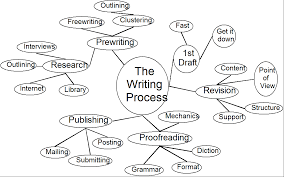 The
Writing
Process
Prewriting
Freewriting
Outlining
Clustering
1st
Draft
Fast
Get it
down
Revision
Content
Point
of
View
Structure
Support
Proofreading
Mechanics
Diction
Format
Grammar
Publishing
Posting
Submitting
Mailing
Research
Interviews
Outlining
Internet
Library